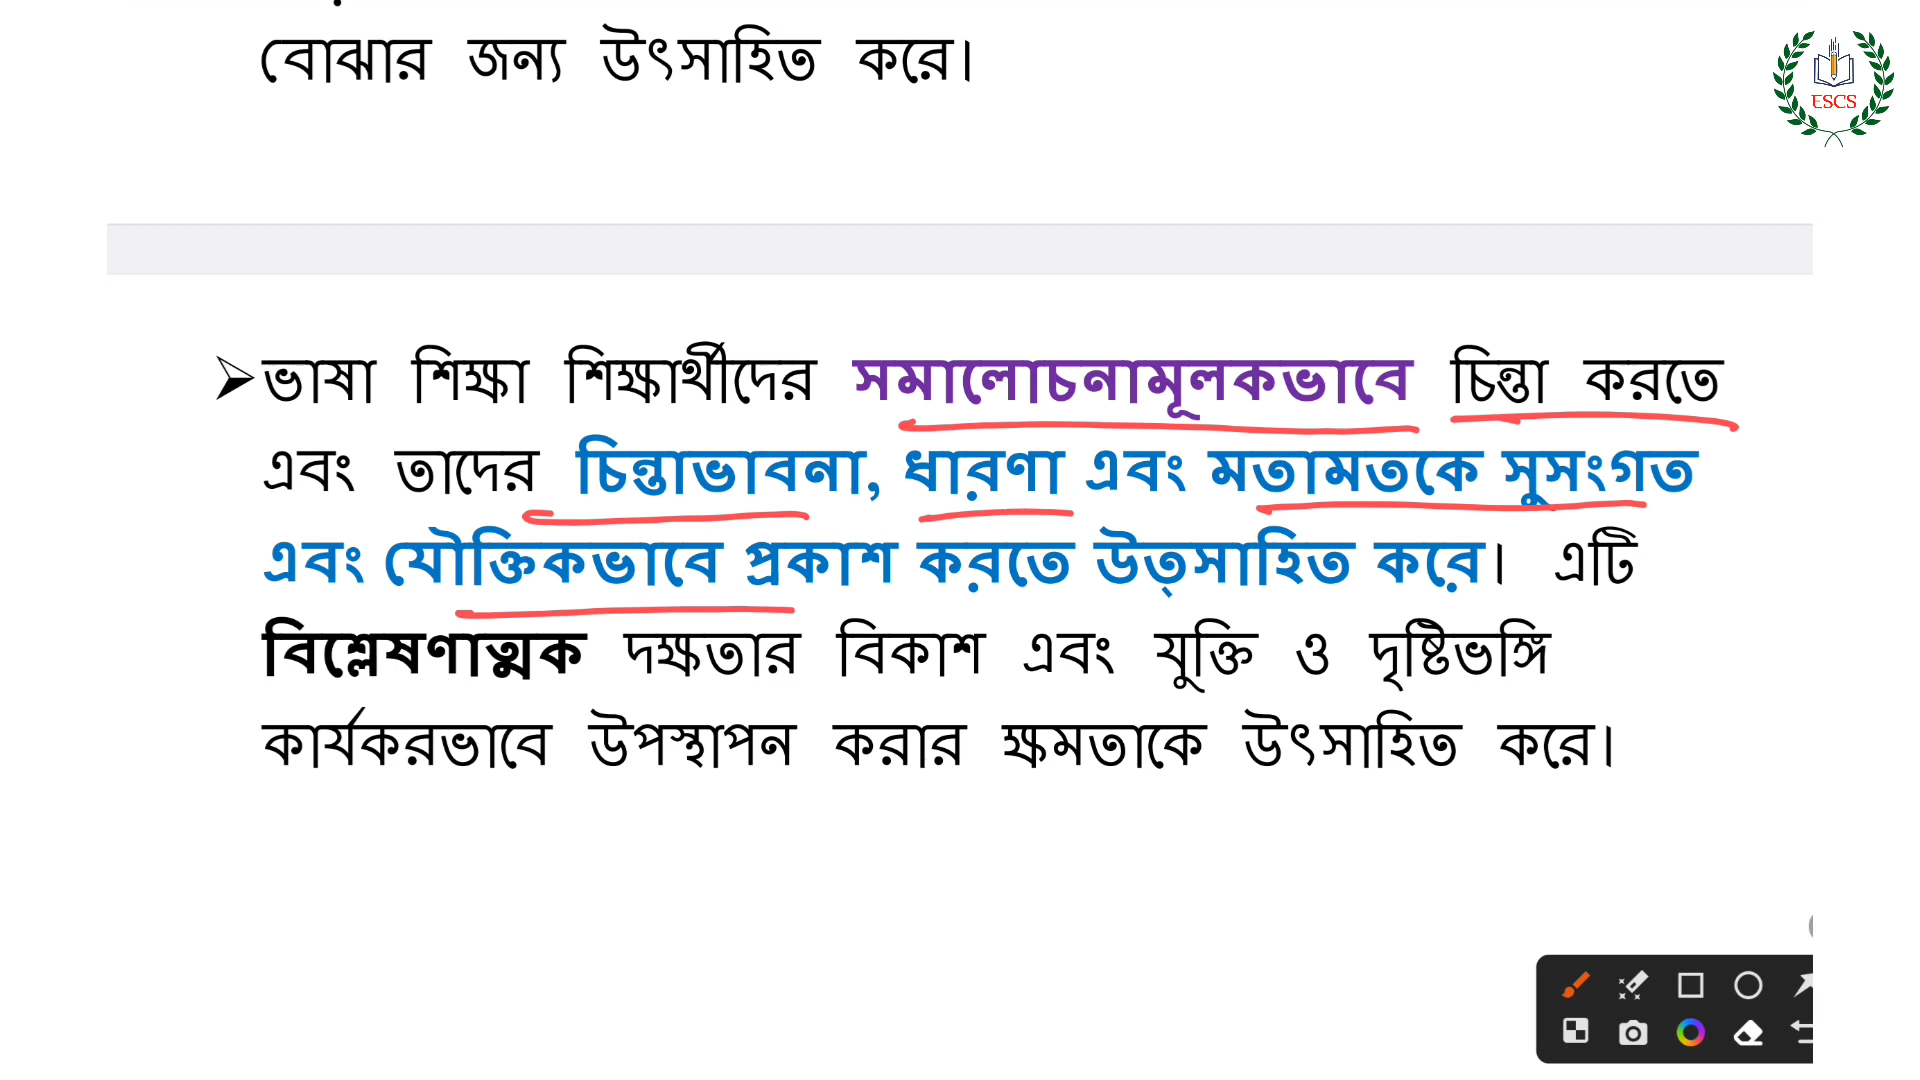 বোঝার জন্য উৎসাহিত করে।
ESCS
➢ভাষা শিক্ষা শিক্ষার্থীদের সমালোচনামূলকভাবে চিন্তা করতে
এবং তাদের চিন্তাভাবনা, ধারণা এবং মতামতকে সুসংগত
এবং যৌক্তিকভাবে প্রকাশ করতে উত্সাহিত করে। এটি
বিশ্লেষণাত্মক দক্ষতার বিকাশ এবং যুক্তি ও দৃষ্টিভঙ্গি
কার্যকরভাবে উপস্থাপন করার ক্ষমতাকে উৎসাহিত করে।